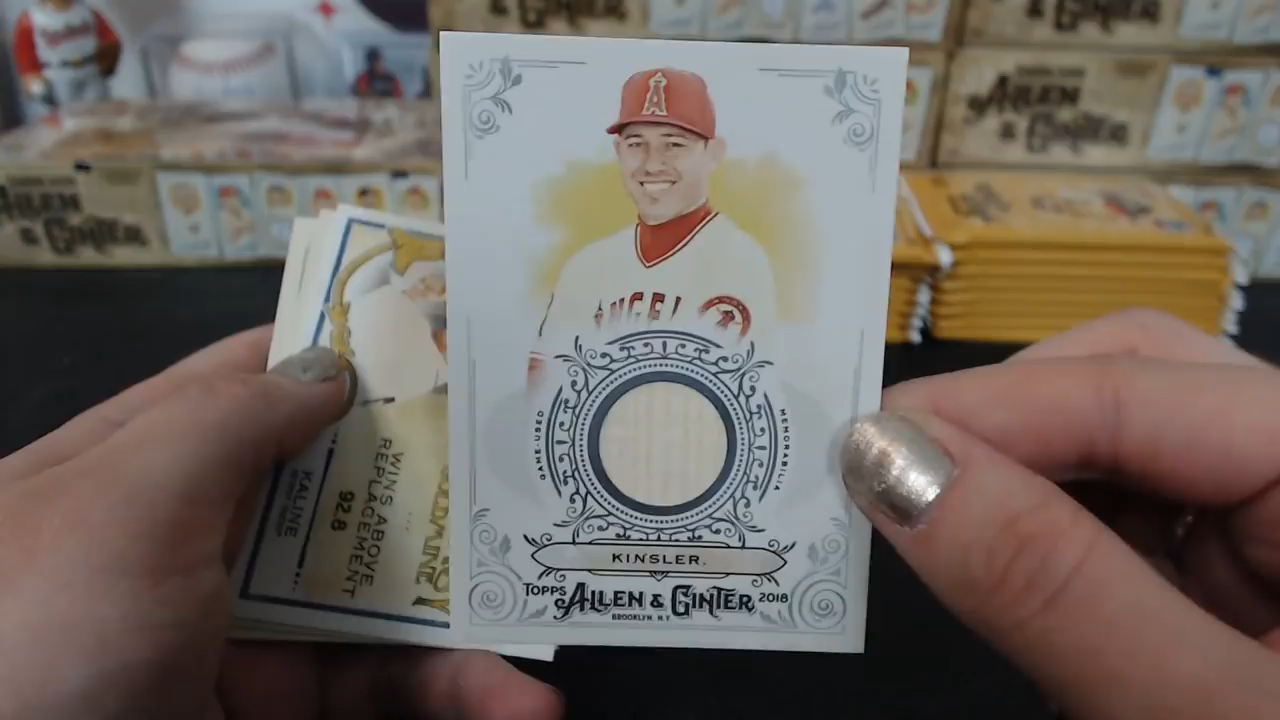 ALLEN
& GINTER
ALLEN
& GINTER
A
ANGEL
GAME-USED
MEMORABILIA
KINSLER.
TOPPS ALLEN & GINTER 2018
BROOKLYN, N.Y.
WINS ABOVE
REPLACEMENT
92.8
KALINE